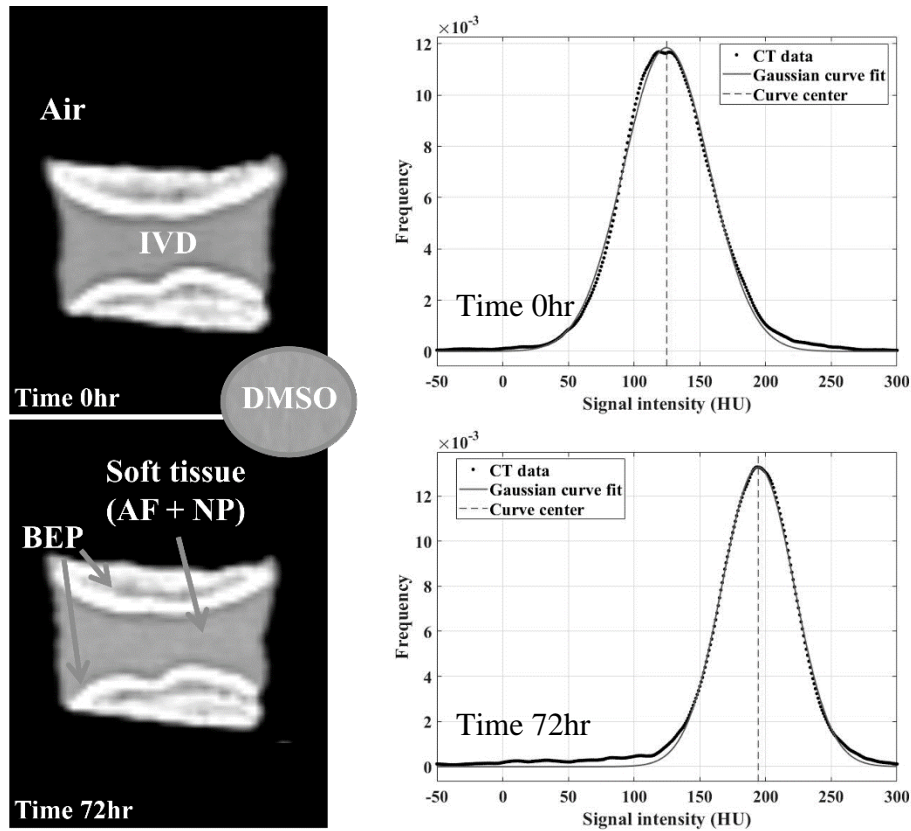 Air
IVD
Time 0hr
DMSO
Soft tissue
(AF + NP)
BEP
Time 72hr
×10⁻³
12
10
8
6
4
2
0
Frequency
CT data
Gaussian curve fit
Curve center
Time 0hr
-50 0 50 100 150 200 250 300
Signal intensity (HU)
×10⁻³
12
10
8
6
4
2
0
Frequency
CT data
Gaussian curve fit
Curve center
Time 72hr
-50 0 50 100 150 200 250 300
Signal intensity (HU)